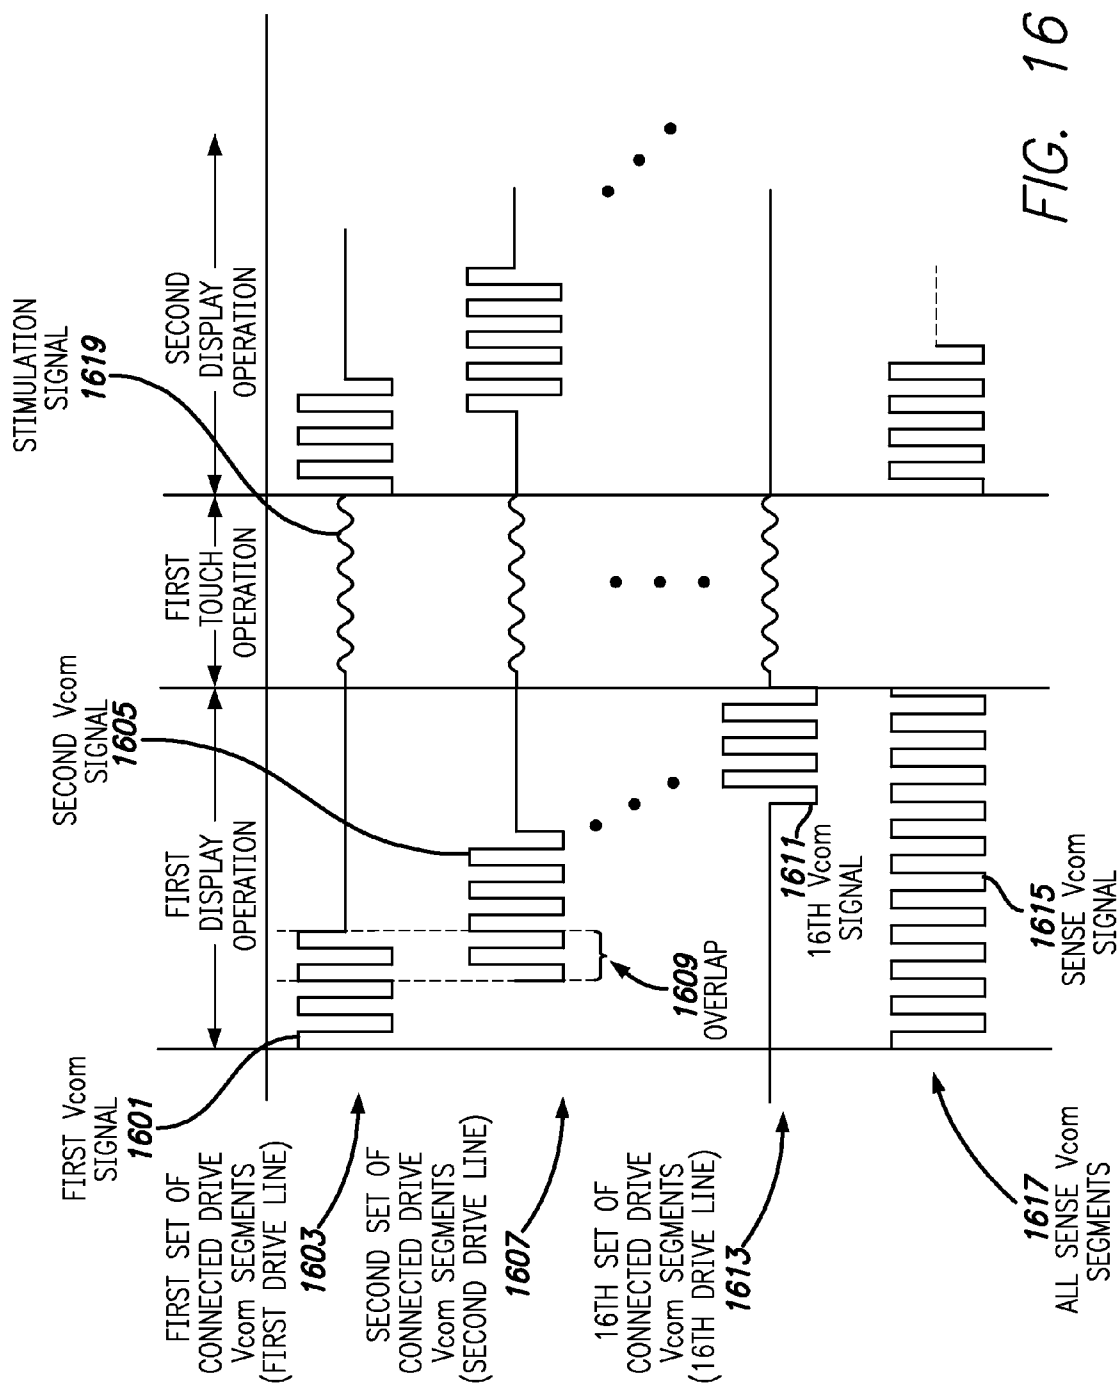 STIMULATION
SIGNAL
1619
SECOND Vcom
SIGNAL
1605
FIRST Vcom
SIGNAL
1601
FIRST
DISPLAY
OPERATION
FIRST
TOUCH
OPERATION
SECOND
DISPLAY
OPERATION
FIRST SET OF
CONNECTED DRIVE
Vcom SEGMENTS
(FIRST DRIVE LINE)
1603
SECOND SET OF
CONNECTED DRIVE
Vcom SEGMENTS
(SECOND DRIVE LINE)
1607
1609
OVERLAP
16TH SET OF
CONNECTED DRIVE
Vcom SEGMENTS
(16TH DRIVE LINE)
1613
1611
16TH Vcom
SIGNAL
1617
ALL SENSE Vcom
SEGMENTS
1615
SENSE Vcom
SIGNAL
FIG. 16